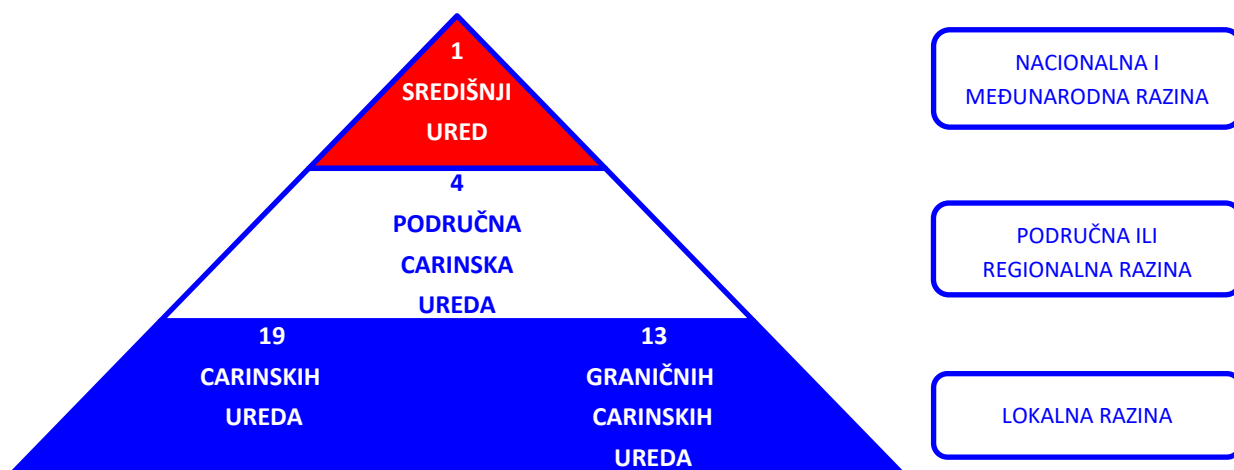 1
SREDIŠNJI
URED
NACIONALNA I
MEĐUNARODNA RAZINA
4
PODRUČNA
CARINSKA
UREDA
PODRUČNA ILI
REGIONALNA RAZINA
19
CARINSKIH
UREDA
13
GRANIČNIH
CARINSKIH
UREDA
LOKALNA RAZINA